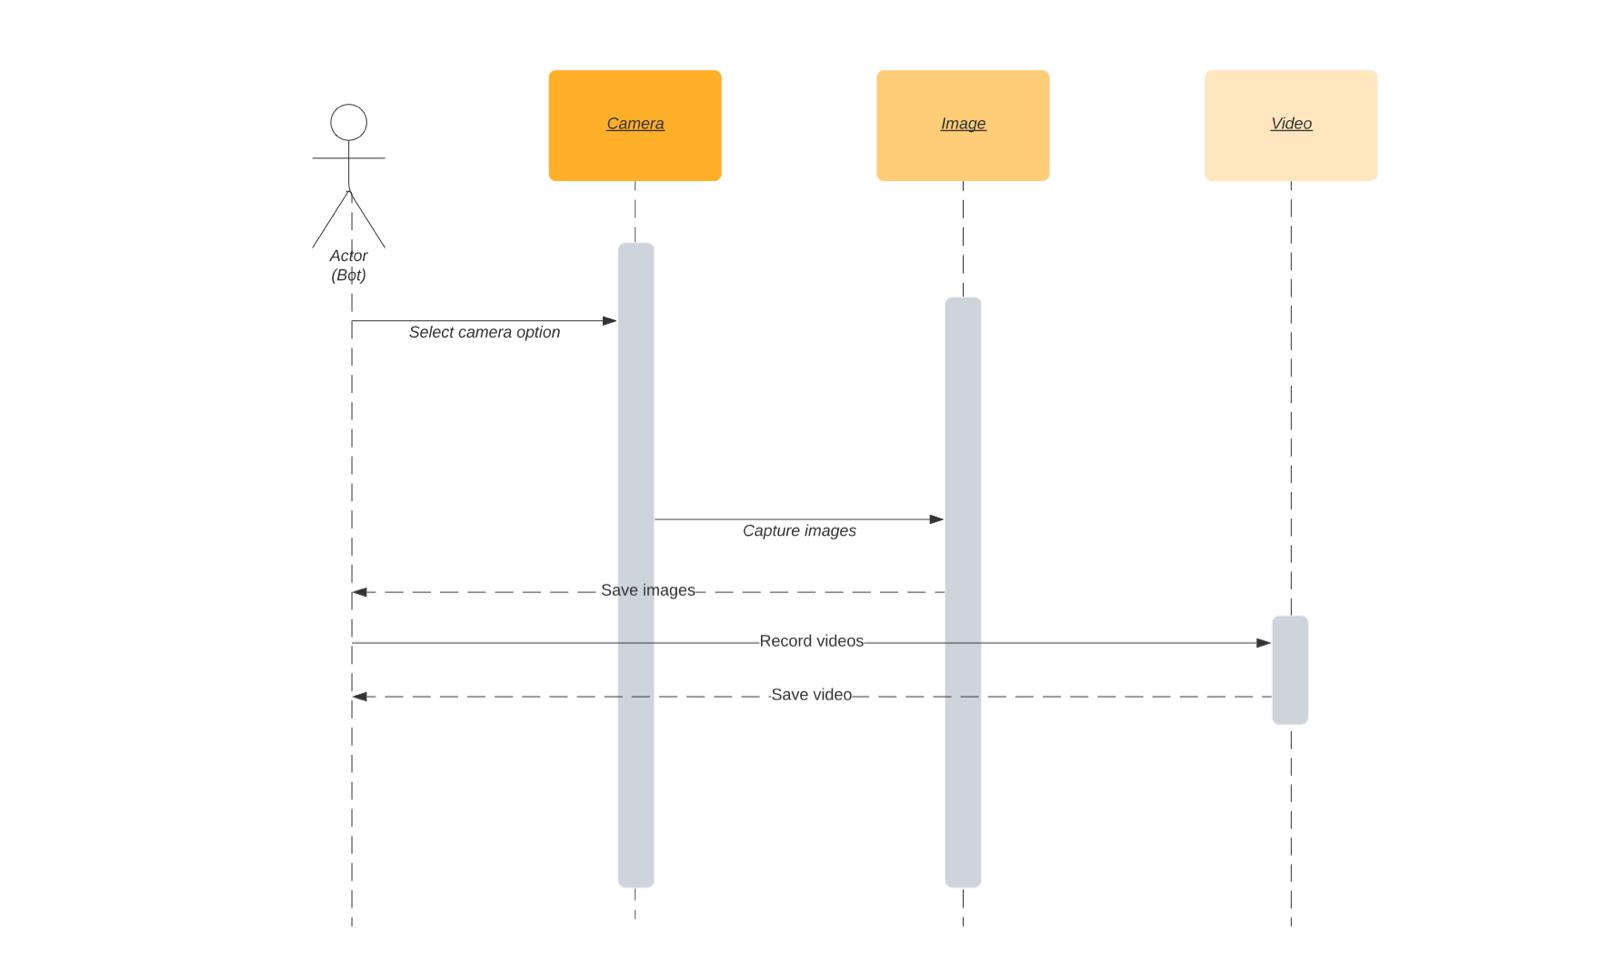 Camera
Image
Video
Actor
(Bot)
Select camera option
Capture images
Save images
Record videos
Save video